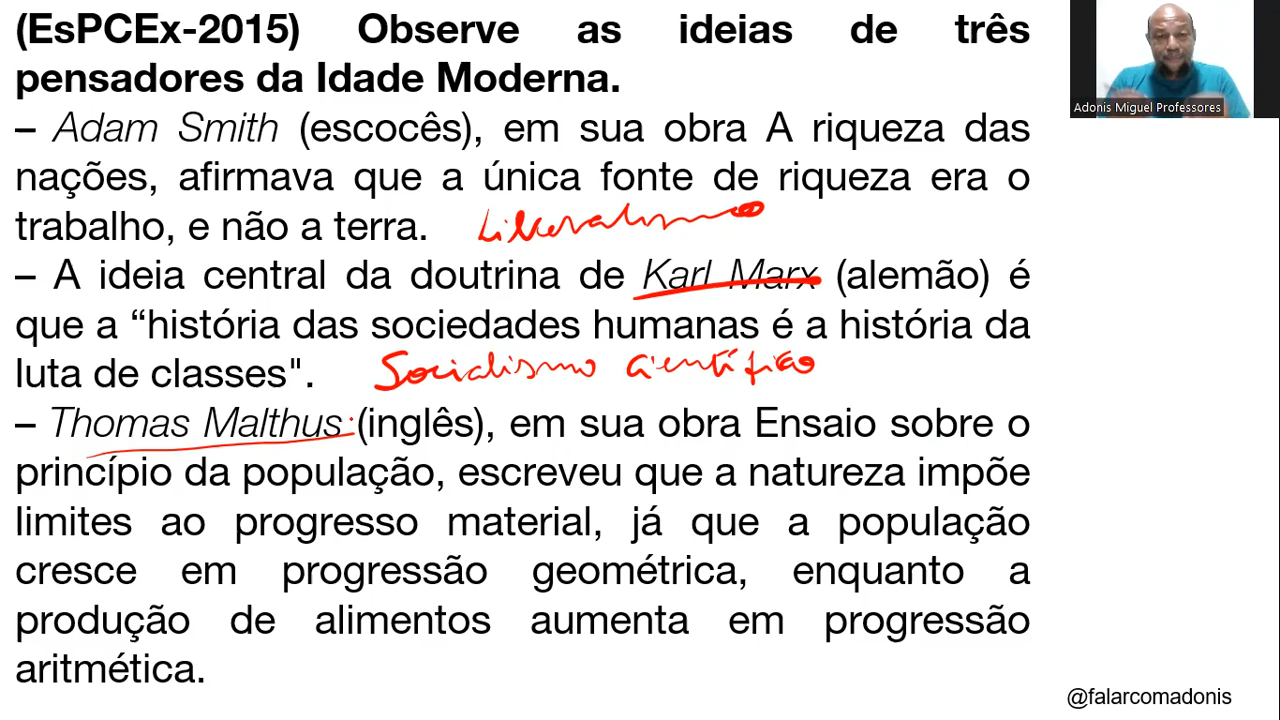 (EsPCEx-2015) Observe as ideias de três
pensadores da Idade Moderna.
– Adam Smith (escocês), em sua obra A riqueza das
nações, afirmava que a única fonte de riqueza era o
trabalho, e não a terra. Liberalismo
– A ideia central da doutrina de Karl Marx (alemão) é
que a “história das sociedades humanas é a história da
luta de classes". Socialismo Científico
– Thomas Malthus (inglês), em sua obra Ensaio sobre o
princípio da população, escreveu que a natureza impõe
limites ao progresso material, já que a população
cresce em progressão geométrica, enquanto a
produção de alimentos aumenta em progressão
aritmética.
Adonis Miguel Professores
@falarcomadonis